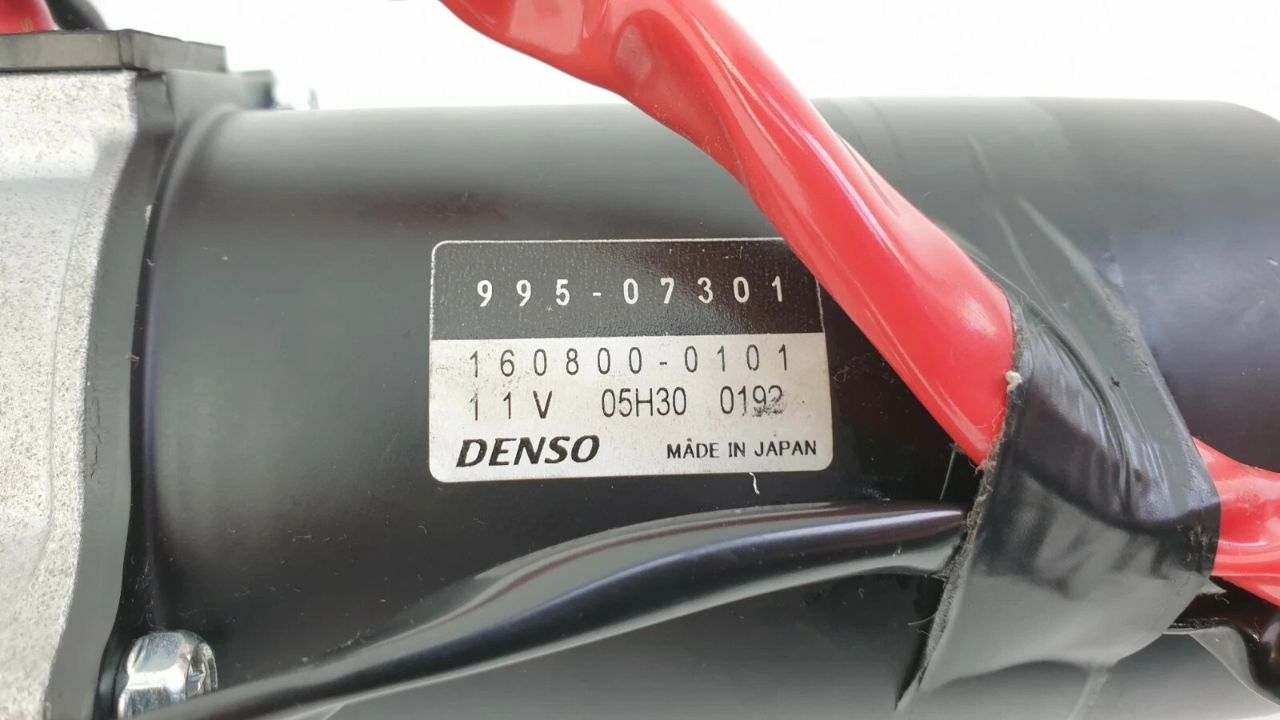 995-07301
160800-0101
11V 05H30 0192
DENSO MADE IN JAPAN